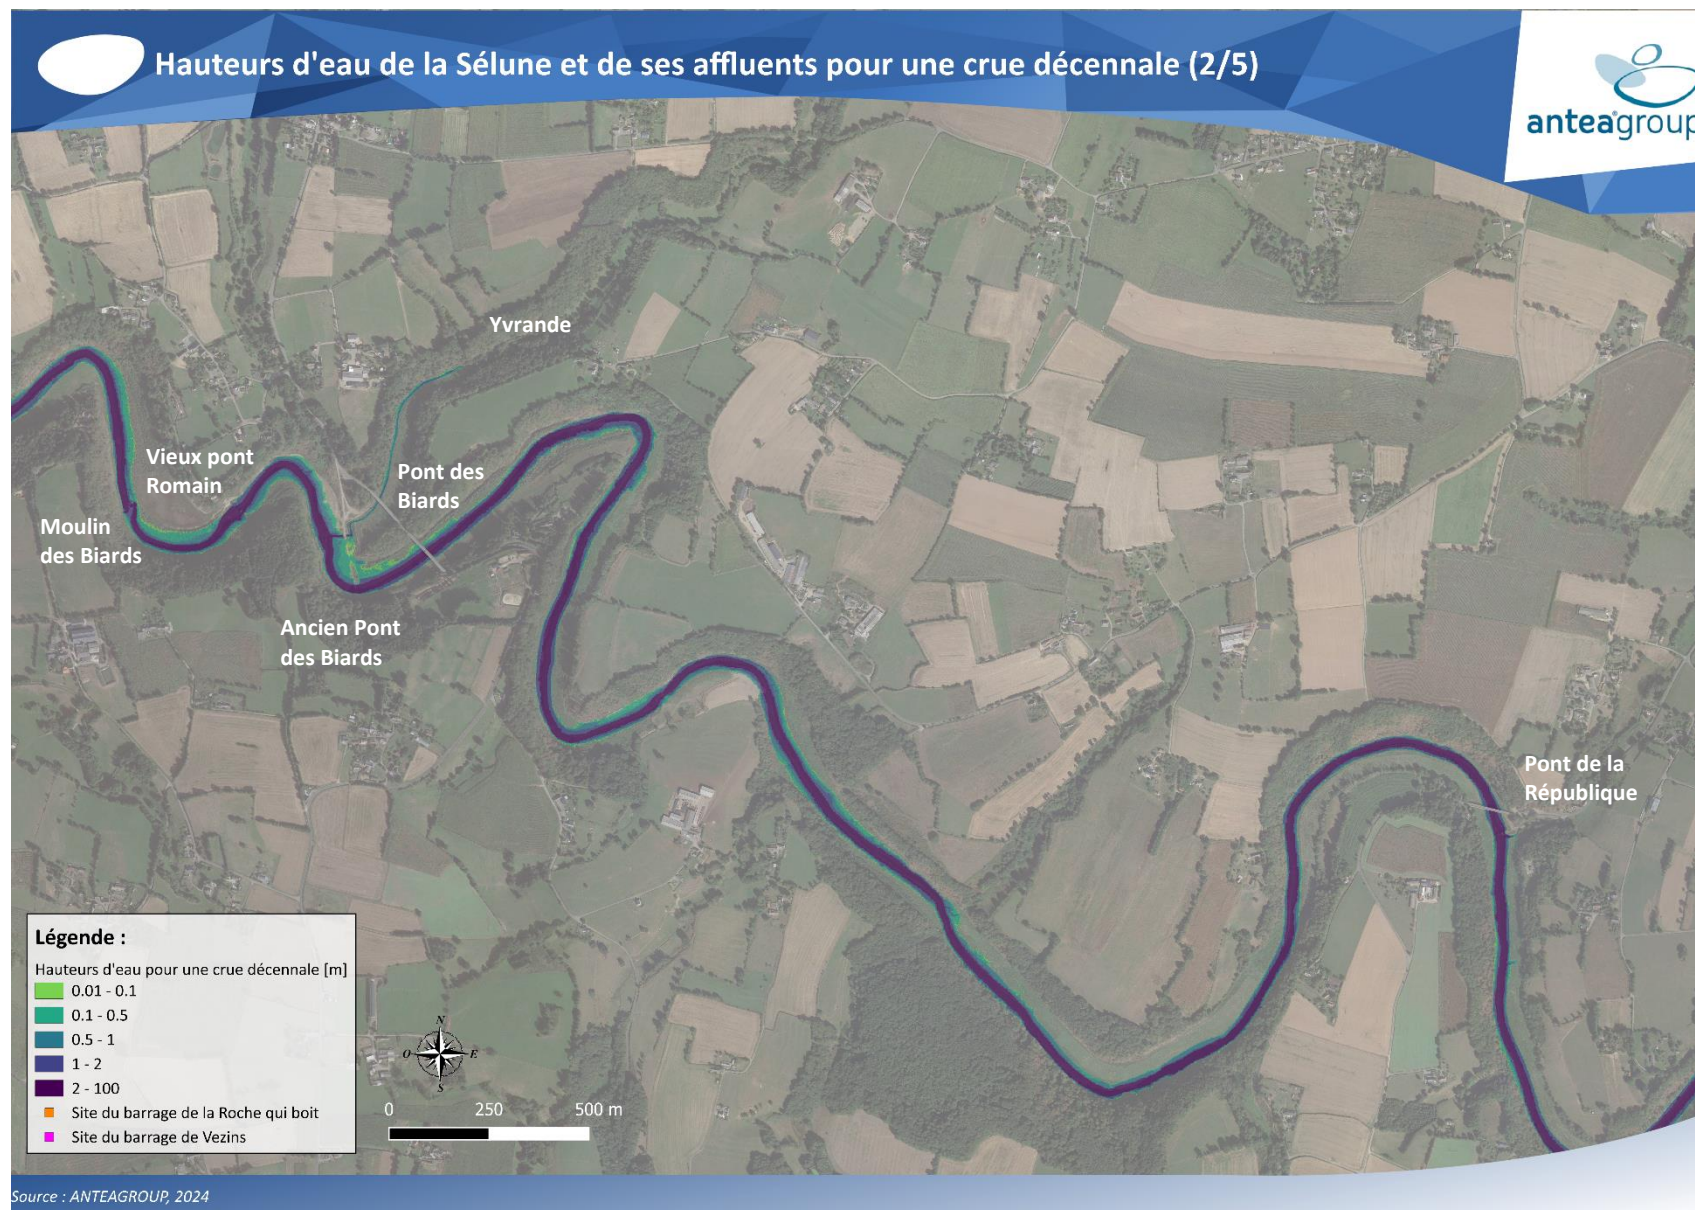 Hauteurs d'eau de la Sélune et de ses affluents pour une crue décennale (2/5)
anteagroup
Yvrande
Vieux pont
Romain
Pont des
Biards
Moulin
des Biards
Ancien Pont
des Biards
Pont de la
République
Légende :
Hauteurs d'eau pour une crue décennale [m]
0.01 - 0.1
0.1 - 0.5
0.5 - 1
1 - 2
2 - 100
Site du barrage de la Roche qui boit
Site du barrage de Vezins
N
O E
S
0 250 500 m
Source : ANTEAGROUP, 2024